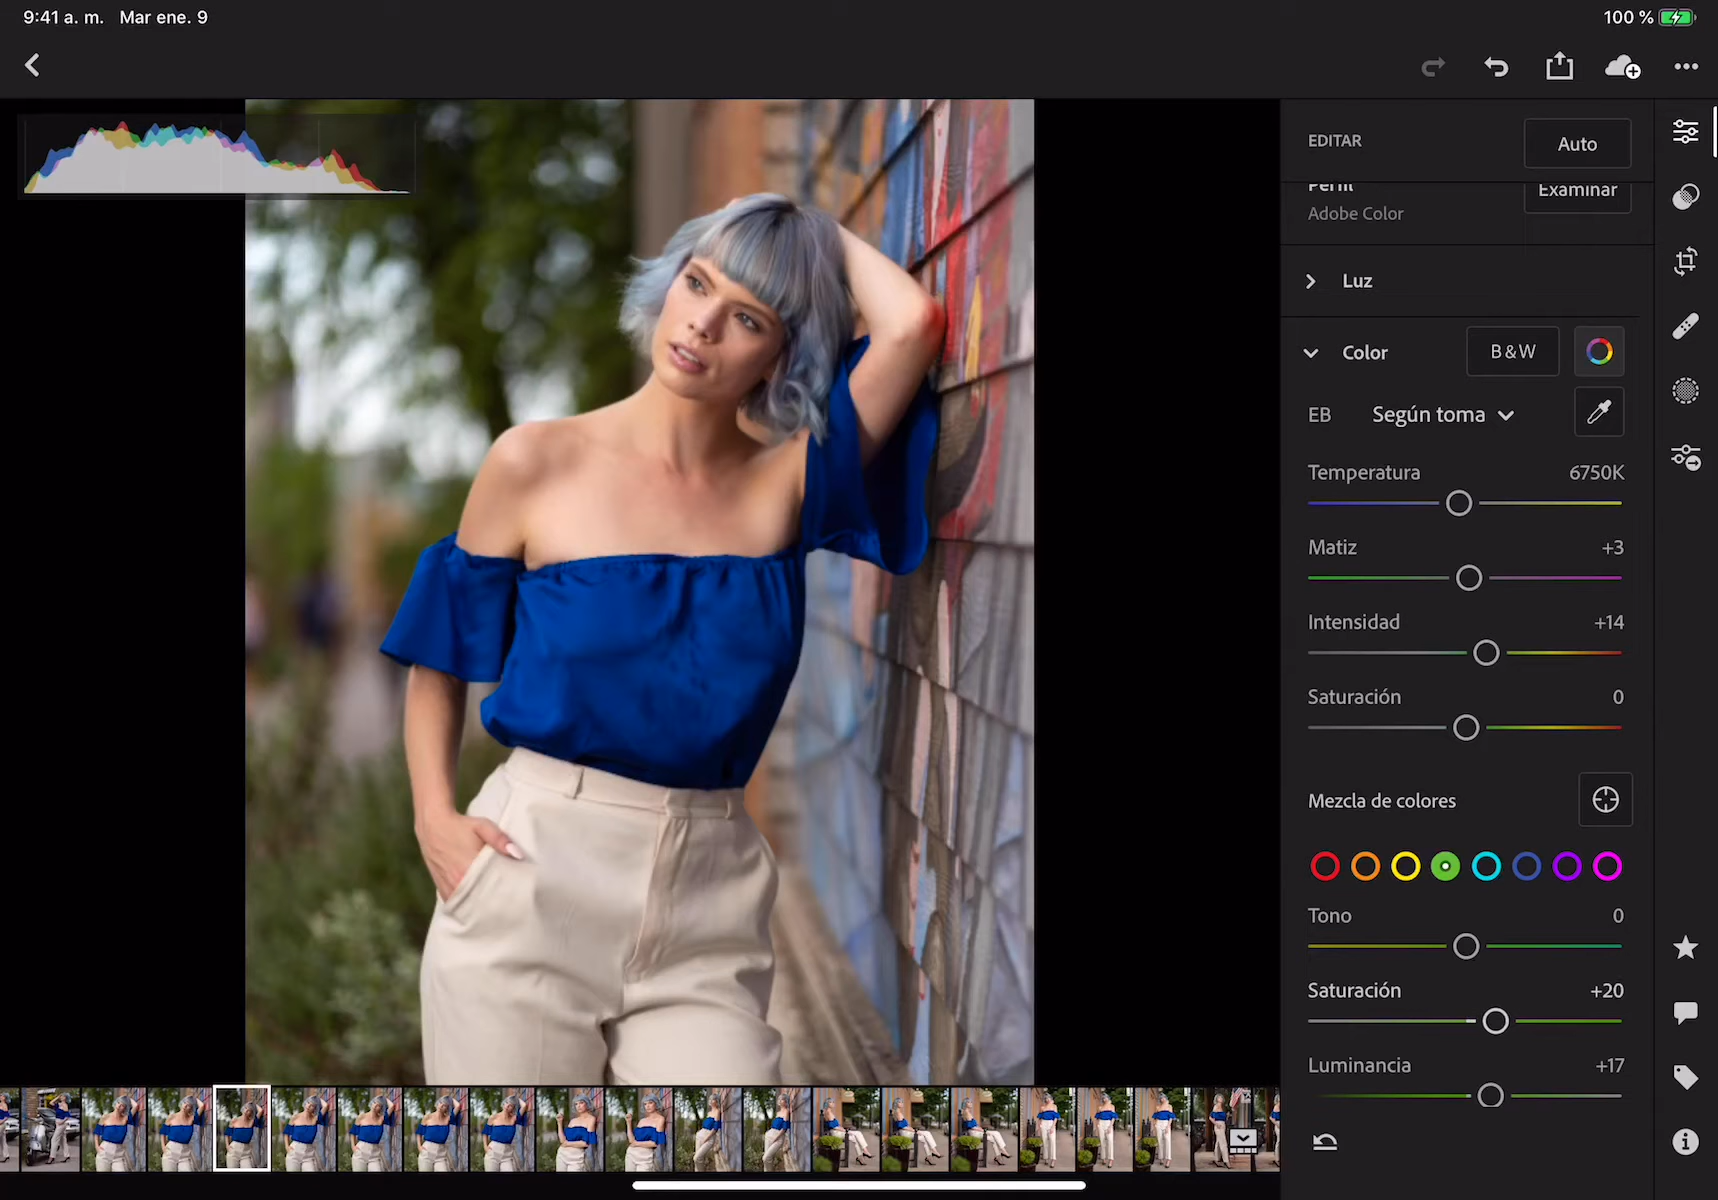 9:41 a. m. Mar ene. 9
100 %
EDITAR
Auto
Perfil
Adobe Color
Examinar
Luz
Color
B&W
EB
Según toma
Temperatura
6750K
Matiz
+3
Intensidad
+14
Saturación
0
Mezcla de colores
Tono
0
Saturación
+20
Luminancia
+17